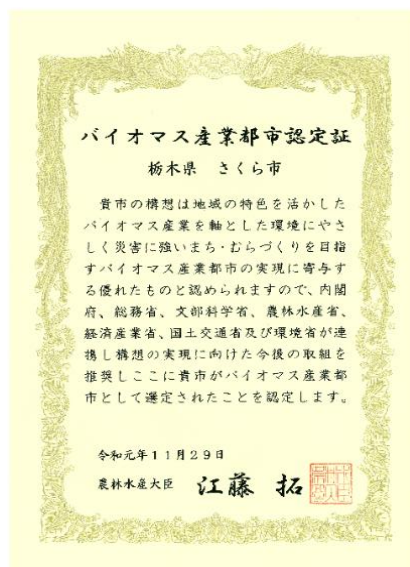 バイオマス産業都市認定証
栃木県　さくら市
貴市の構想は地域の特色を活かした
バイオマス産業を軸とした環境にやさ
しく災害に強いまち・むらづくりを目指
すバイオマス産業都市の実現に寄与す
る優れたものと認められますので、内閣
府、総務省、文部科学省、農林水産省、
経済産業省、国土交通省及び環境省が連
携し構想の実現に向けた今後の取組を
推奨しここに貴市がバイオマス産業都
市として選定されたことを認定します。
令和元年11月29日
農林水産大臣　江藤　拓